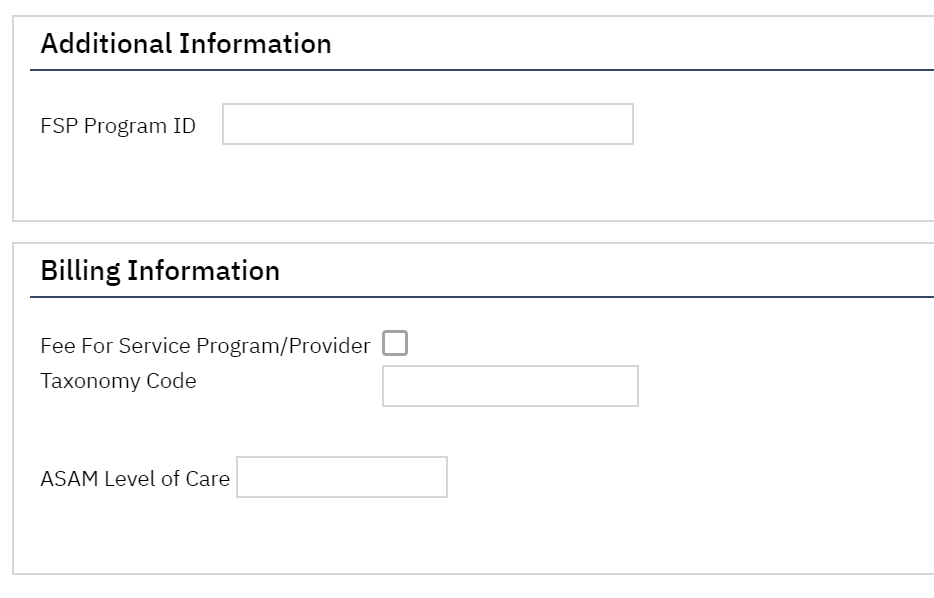 Additional Information
FSP Program ID
Billing Information
Fee For Service Program/Provider
Taxonomy Code
ASAM Level of Care